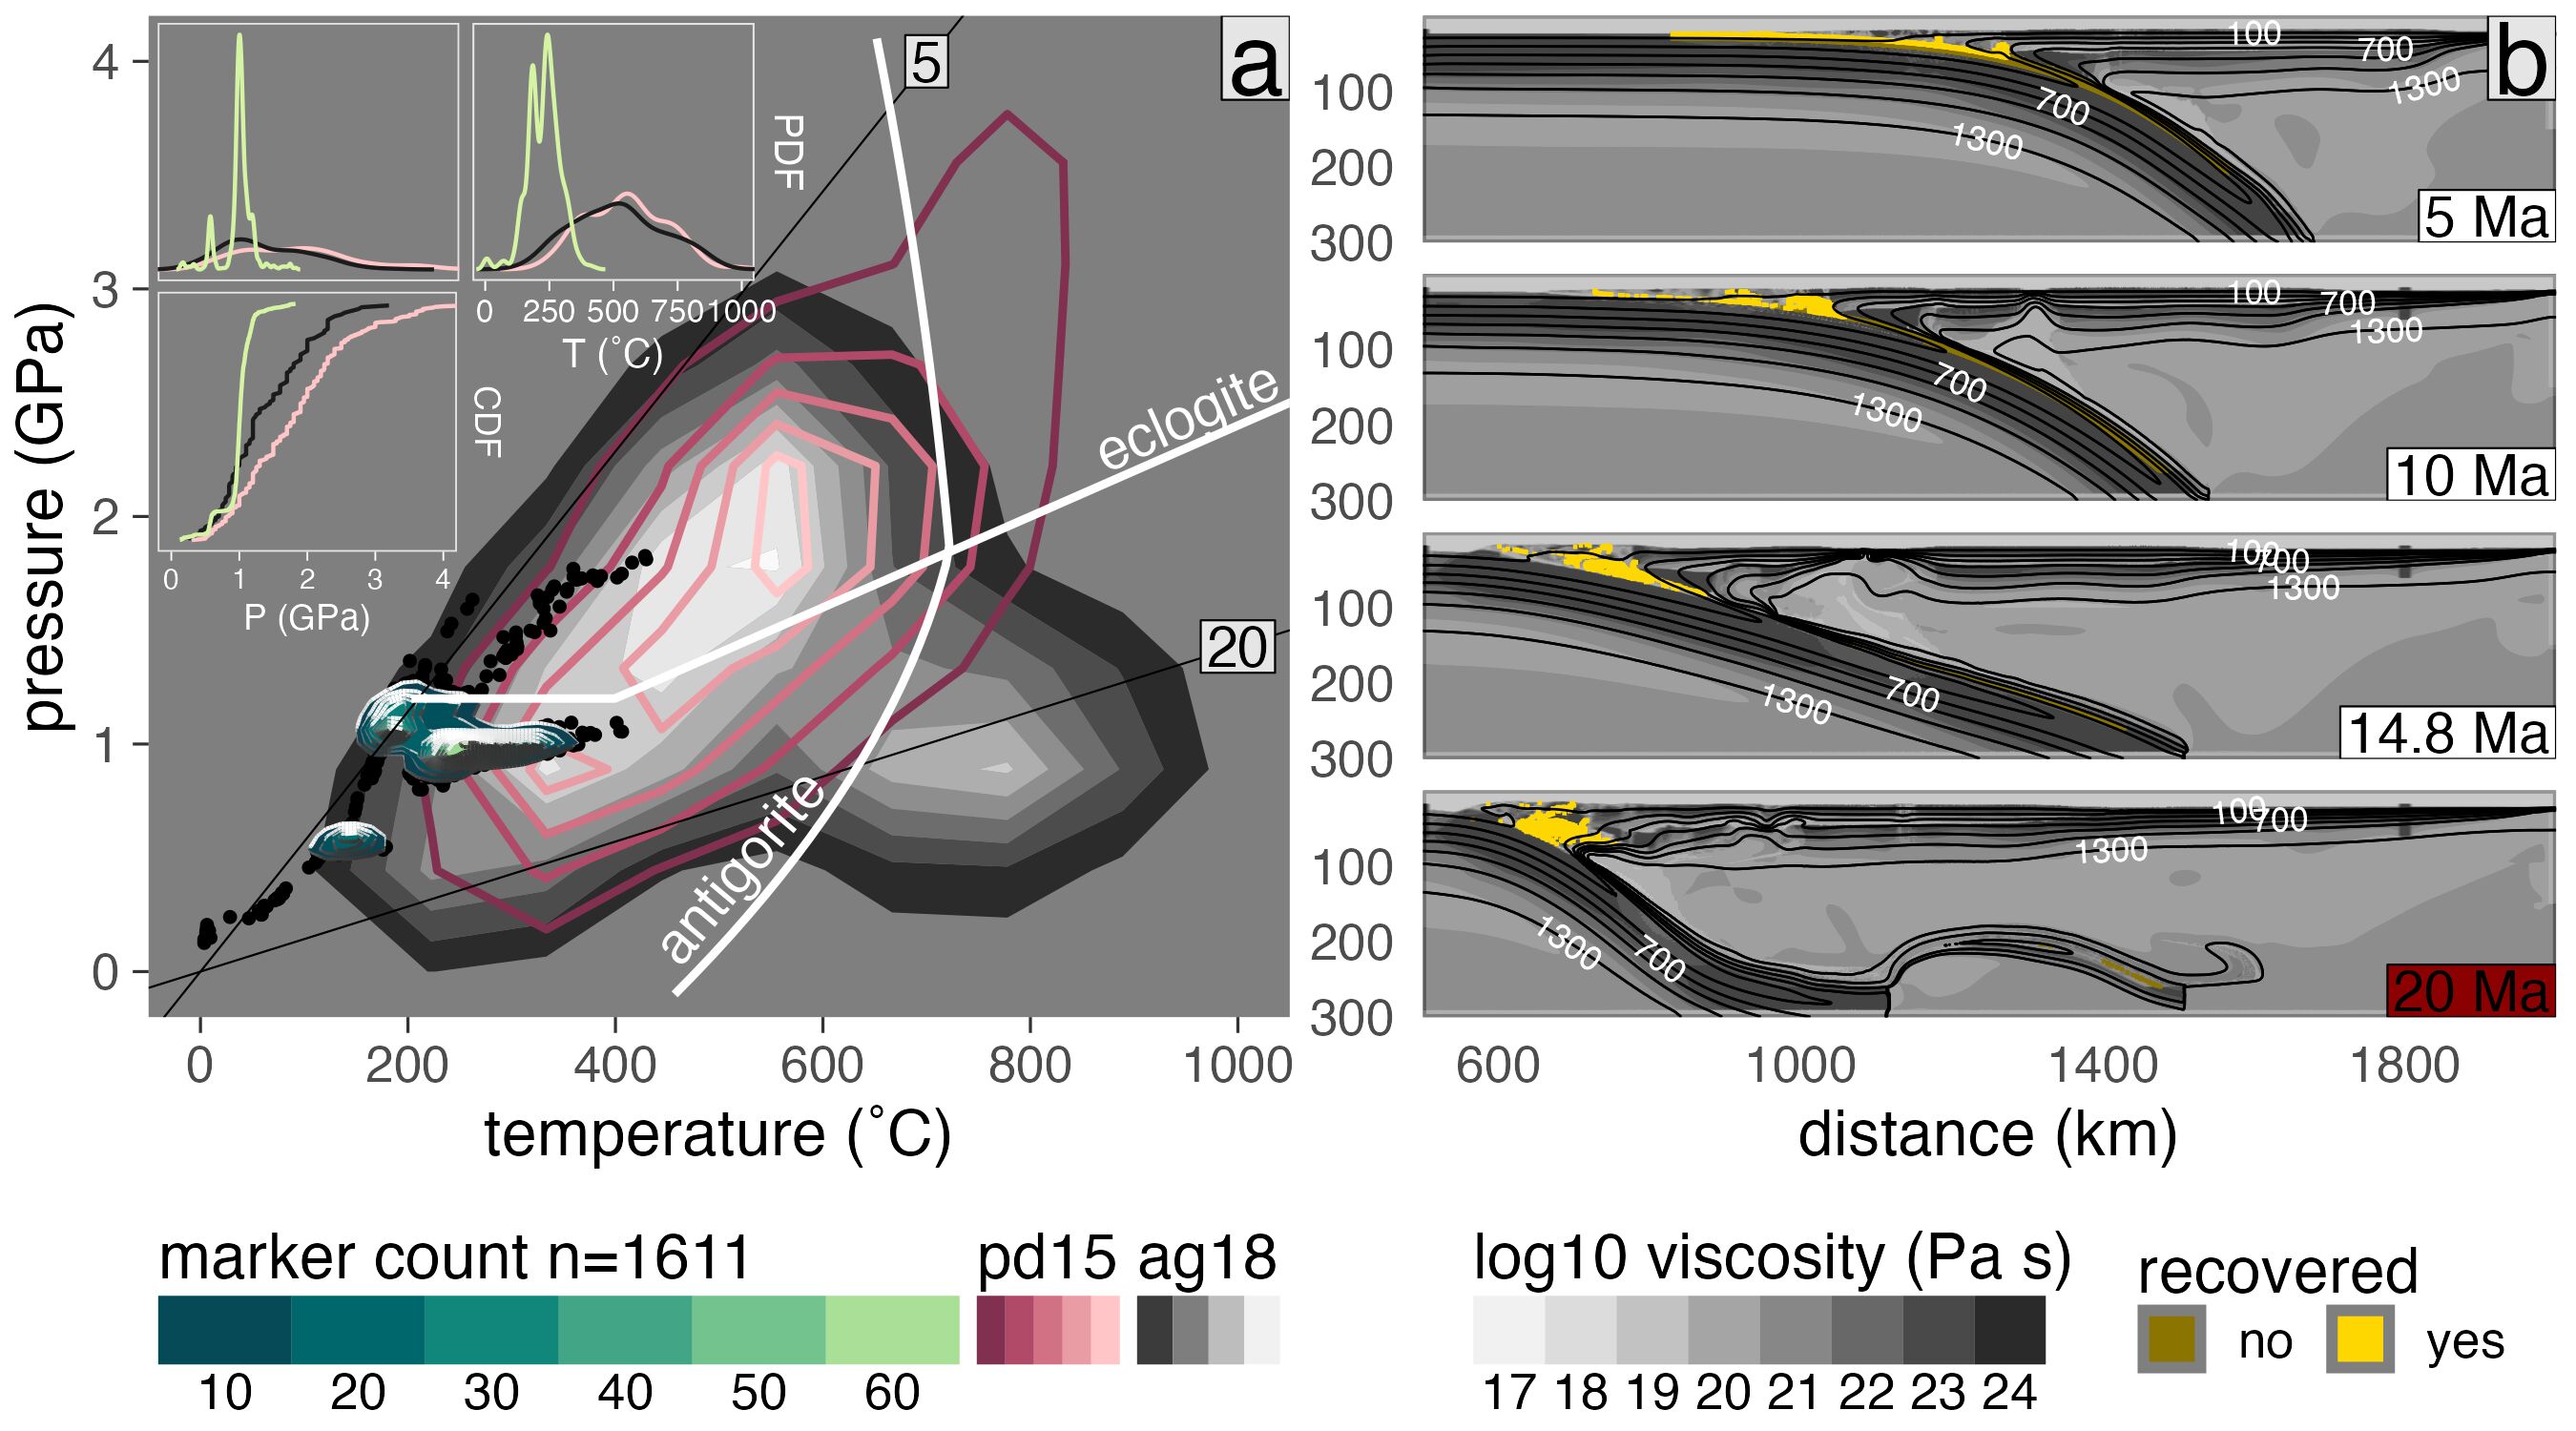 a
5
20
eclogite
antigorite
pressure (GPa)
4
3
2
1
0
0 200 400 600 800 1000
temperature (˚C)
PDF
0 250 500 750 1000
T (˚C)
CDF
0 1 2 3 4
P (GPa)
b
100
700
1300
700
1300
100
200
300
5 Ma
100
700
1300
700
1300
100
200
300
10 Ma
100
700
1300
700
1300
100
200
300
14.8 Ma
100
700
1300
1300
700
100
200
300
20 Ma
600 1000 1400 1800
distance (km)
marker count n=1611
10 20 30 40 50 60
pd15 ag18
log10 viscosity (Pa s)
17 18 19 20 21 22 23 24
recovered
no yes